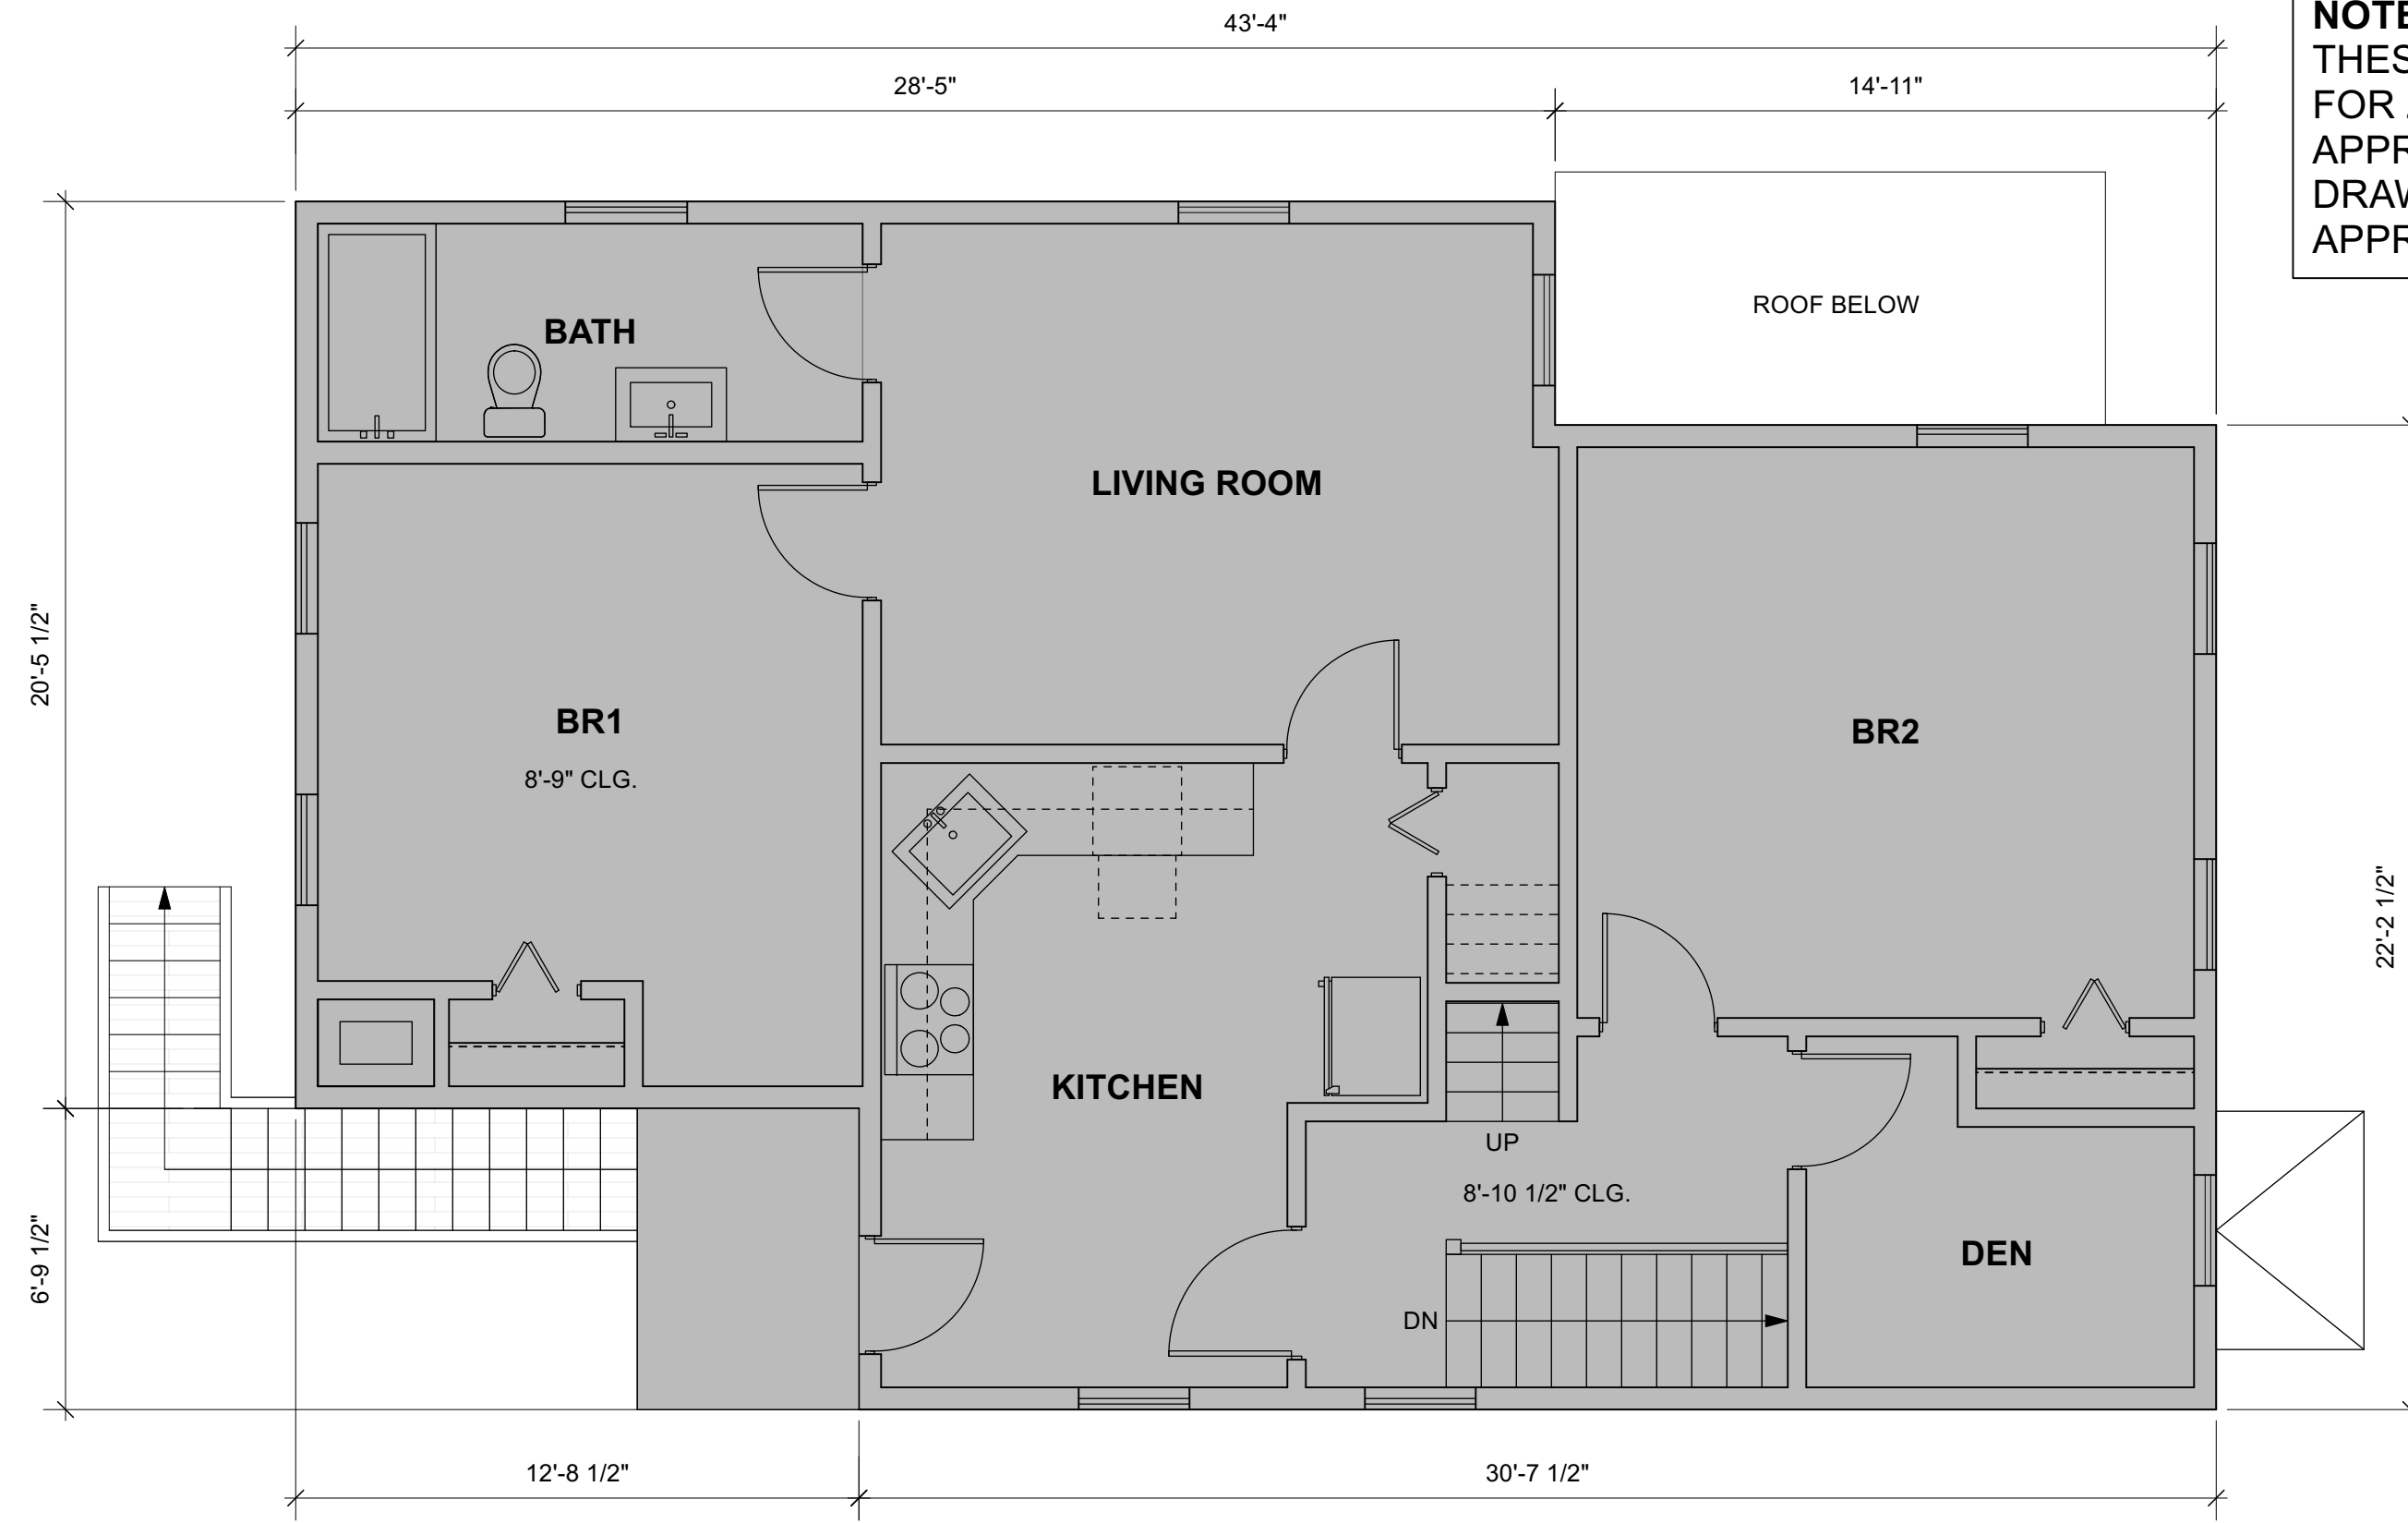 43'-4"
28'-5"
14'-11"
NOTE
THES
FOR
APPR
DRAW
APPR
ROOF BELOW
BATH
LIVING ROOM
20'-5 1/2"
BR1
8'-9" CLG.
BR2
22'-2 1/2"
KITCHEN
UP
8'-10 1/2" CLG.
6'-9 1/2"
DEN
DN
12'-8 1/2"
30'-7 1/2"